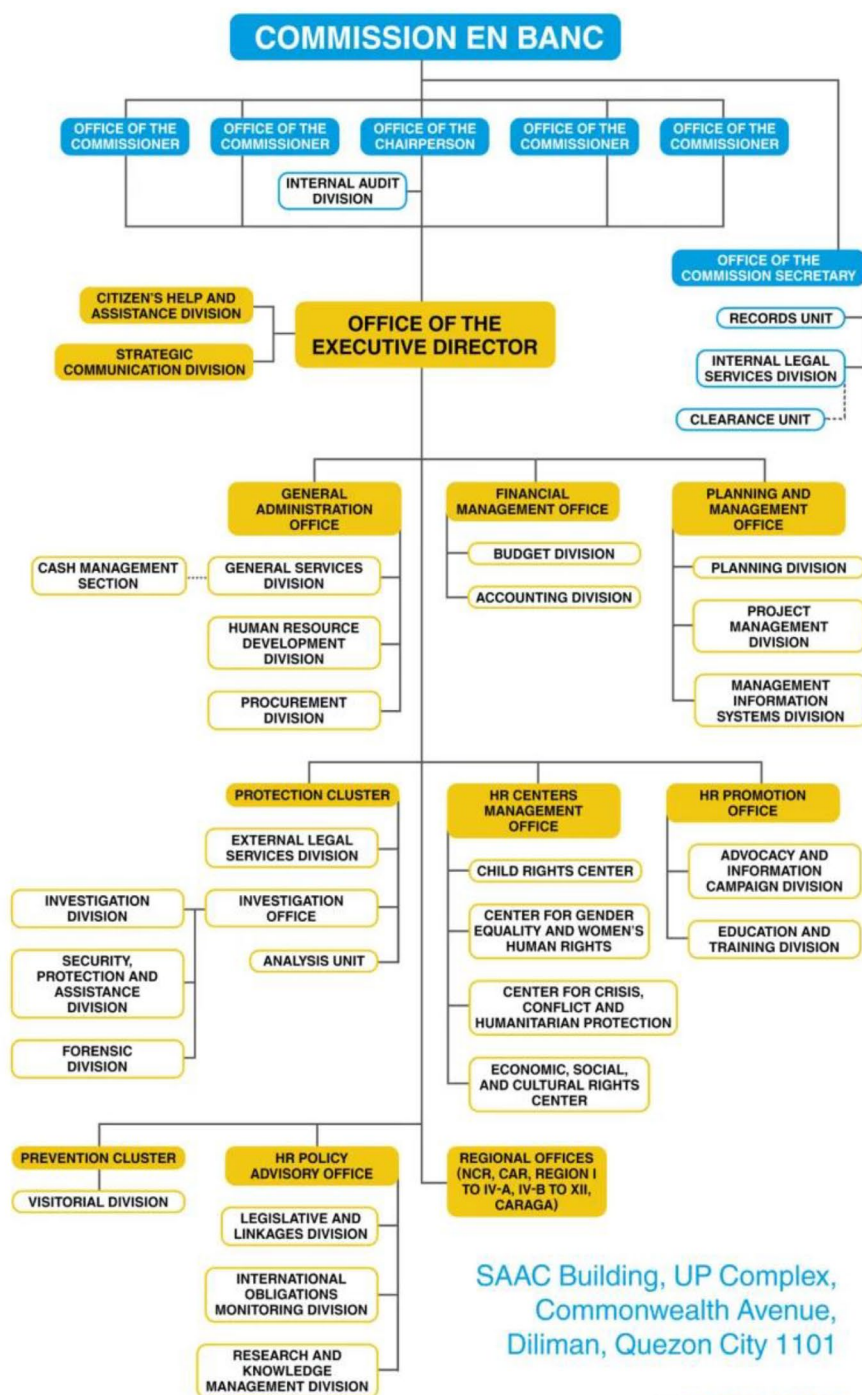 COMMISSION EN BANC
OFFICE OF THE
COMMISSIONER
OFFICE OF THE
COMMISSIONER
OFFICE OF THE
CHAIRPERSON
OFFICE OF THE
COMMISSIONER
OFFICE OF THE
COMMISSIONER
INTERNAL AUDIT
DIVISION
OFFICE OF THE
COMMISSION SECRETARY
RECORDS UNIT
INTERNAL LEGAL
SERVICES DIVISION
CLEARANCE UNIT
CITIZEN'S HELP AND
ASSISTANCE DIVISION
STRATEGIC
COMMUNICATION DIVISION
OFFICE OF THE
EXECUTIVE DIRECTOR
GENERAL
ADMINISTRATION
OFFICE
CASH MANAGEMENT
SECTION
GENERAL SERVICES
DIVISION
HUMAN RESOURCE
DEVELOPMENT
DIVISION
PROCUREMENT
DIVISION
FINANCIAL
MANAGEMENT OFFICE
BUDGET DIVISION
ACCOUNTING DIVISION
PLANNING AND
MANAGEMENT
OFFICE
PLANNING DIVISION
PROJECT
MANAGEMENT
DIVISION
MANAGEMENT
INFORMATION
SYSTEMS DIVISION
PROTECTION CLUSTER
EXTERNAL LEGAL
SERVICES DIVISION
INVESTIGATION
OFFICE
ANALYSIS UNIT
INVESTIGATION
DIVISION
SECURITY,
PROTECTION AND
ASSISTANCE
DIVISION
FORENSIC
DIVISION
HR CENTERS
MANAGEMENT
OFFICE
CHILD RIGHTS CENTER
CENTER FOR GENDER
EQUALITY AND WOMEN'S
HUMAN RIGHTS
CENTER FOR CRISIS,
CONFLICT AND
HUMANITARIAN PROTECTION
ECONOMIC, SOCIAL,
AND CULTURAL RIGHTS
CENTER
HR PROMOTION
OFFICE
ADVOCACY AND
INFORMATION
CAMPAIGN DIVISION
EDUCATION AND
TRAINING DIVISION
PREVENTION CLUSTER
VISITORIAL DIVISION
HR POLICY
ADVISORY OFFICE
LEGISLATIVE AND
LINKAGES DIVISION
INTERNATIONAL
OBLIGATIONS
MONITORING DIVISION
RESEARCH AND
KNOWLEDGE
MANAGEMENT DIVISION
REGIONAL OFFICES
(NCR, CAR, REGION I
TO IV-A, IV-B TO XII,
CARAGA)
SAAC Building, UP Complex,
Commonwealth Avenue,
Diliman, Quezon City 1101